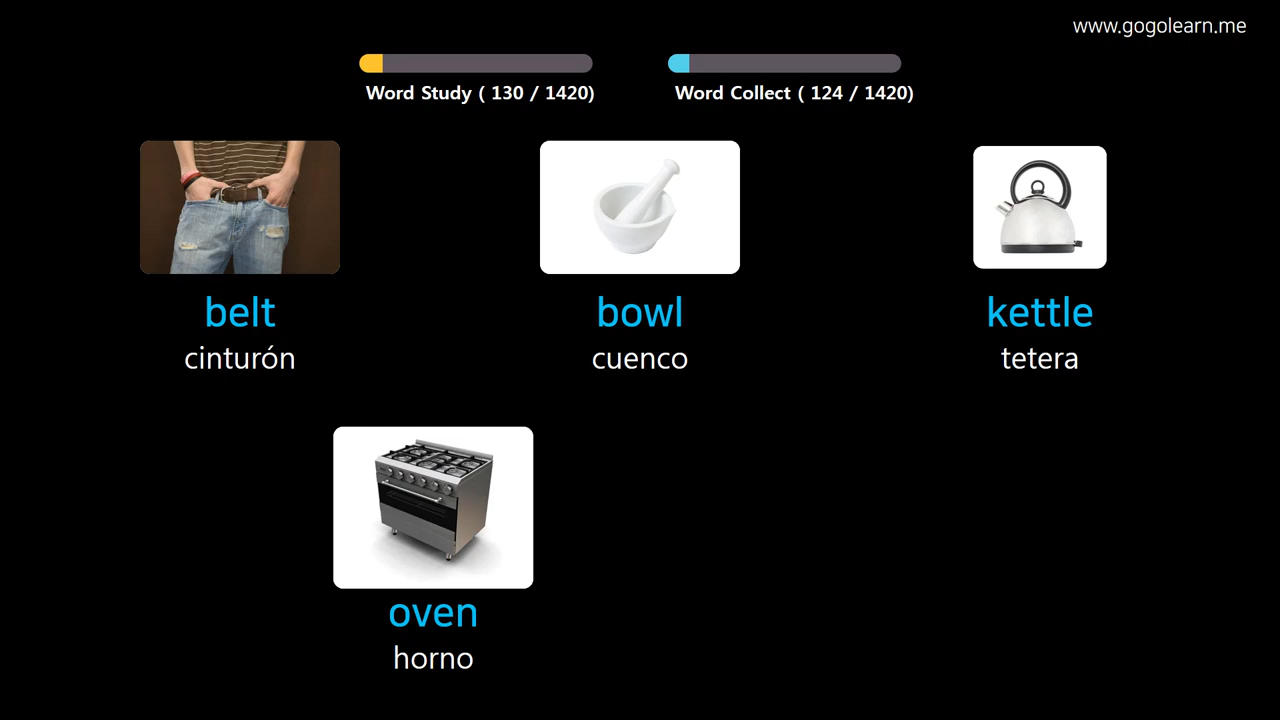 www.gogolearn.me
Word Study ( 130 / 1420)
Word Collect ( 124 / 1420)
belt
cinturón
bowl
cuenco
kettle
tetera
oven
horno